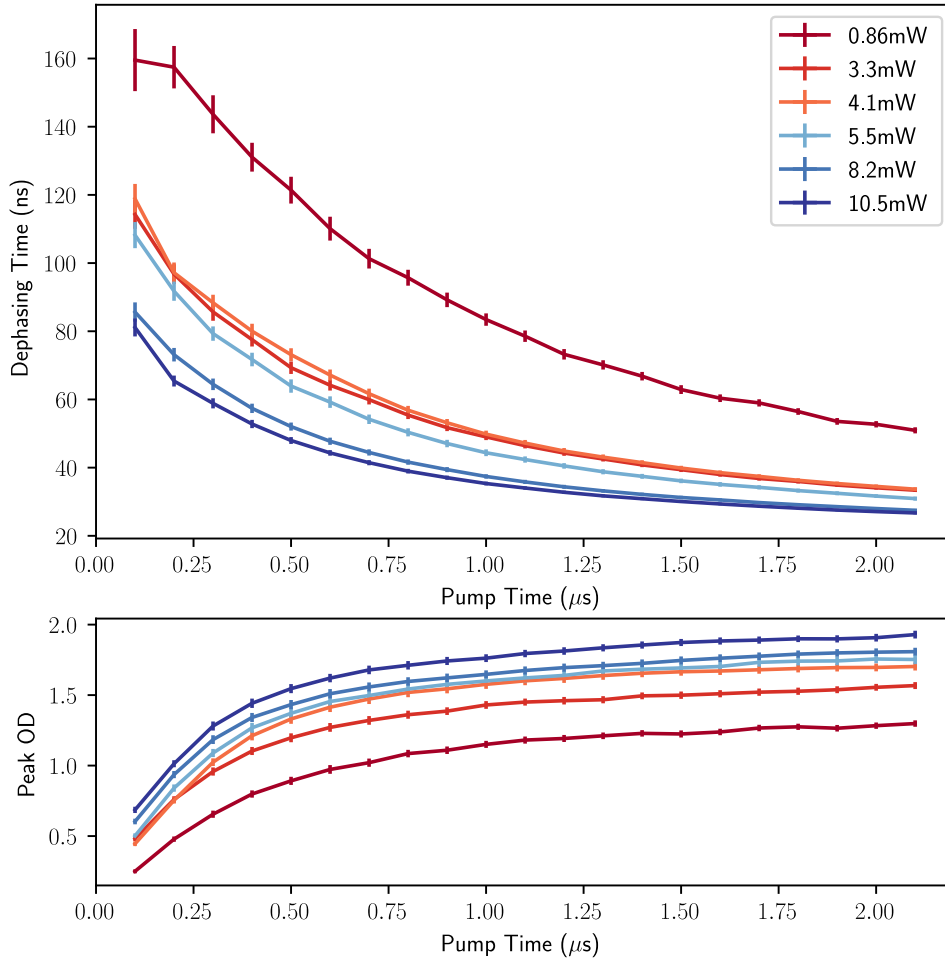 160
140
120
100
80
60
40
20
Dephasing Time (ns)
0.86mW
3.3mW
4.1mW
5.5mW
8.2mW
10.5mW
0.00 0.25 0.50 0.75 1.00 1.25 1.50 1.75 2.00
Pump Time (μs)
2.0
1.5
1.0
0.5
Peak OD
0.00 0.25 0.50 0.75 1.00 1.25 1.50 1.75 2.00
Pump Time (μs)